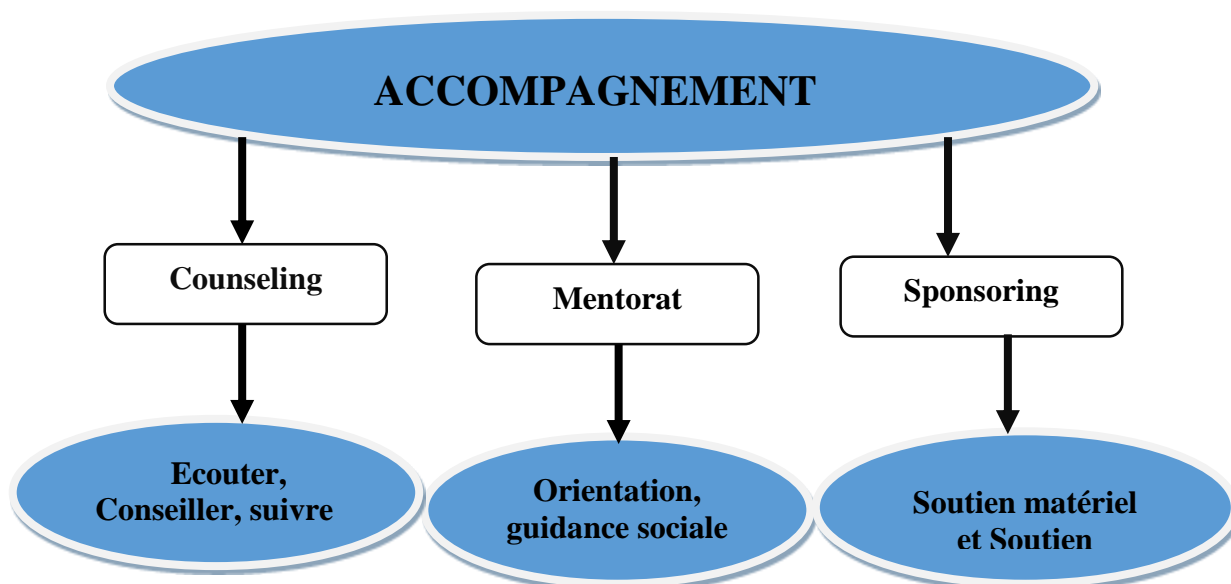 ACCOMPAGNEMENT
Counseling
Mentorat
Sponsoring
Ecouter,
Conseiller, suivre
Orientation,
guidance sociale
Soutien matériel
et Soutien